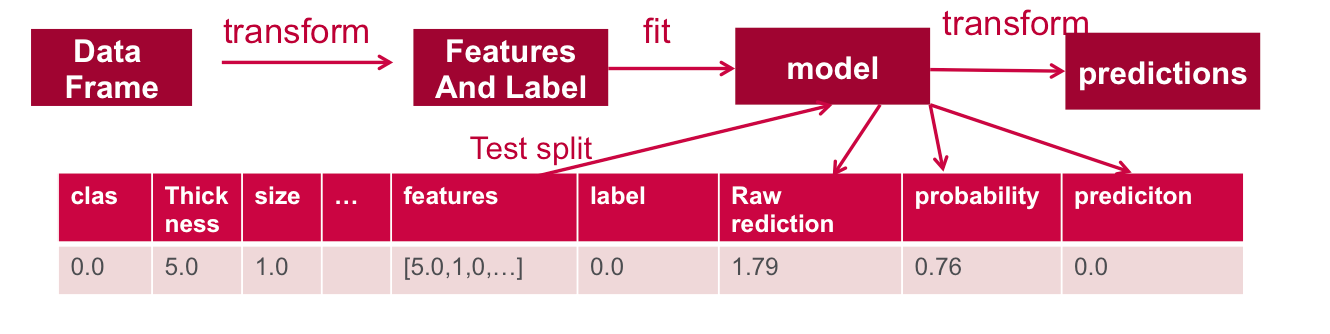 transform
fit
transform
Data
Frame
Features
And Label
model
predictions
Test split
clas
Thick
ness
size
...
features
label
Raw
rediction
probability
prediciton
0.0
5.0
1.0
[5.0,1,0,...]
0.0
1.79
0.76
0.0